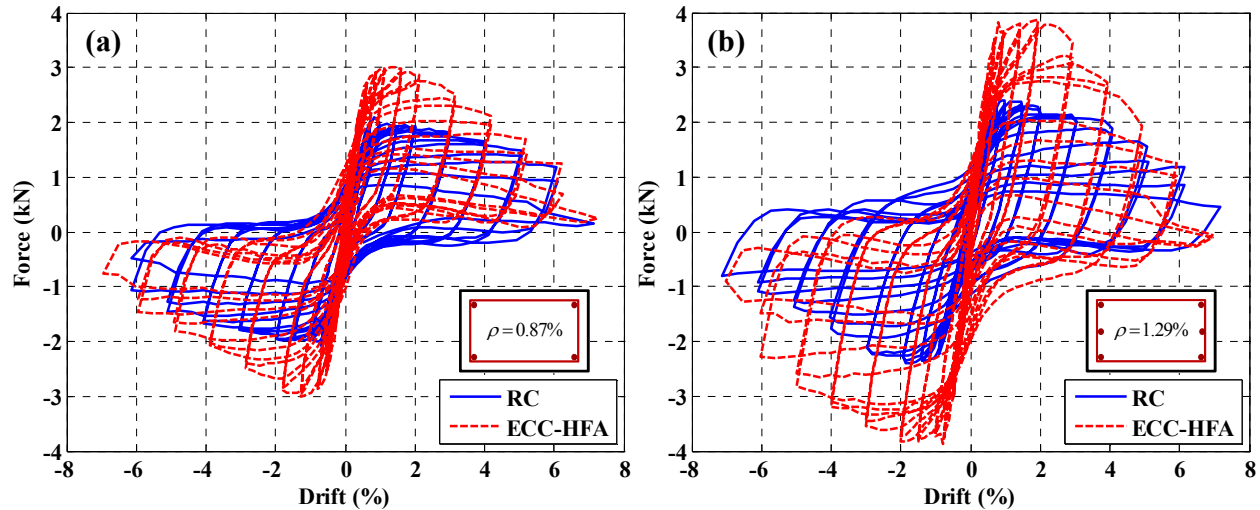 (a)
4
3
2
1
0
-1
-2
-3
-4
Force (kN)
-8 -6 -4 -2 0 2 4 6 8
Drift (%)
ρ=0.87%
RC
ECC-HFA
(b)
4
3
2
1
0
-1
-2
-3
-4
Force (kN)
-8 -6 -4 -2 0 2 4 6 8
Drift (%)
ρ=1.29%
RC
ECC-HFA